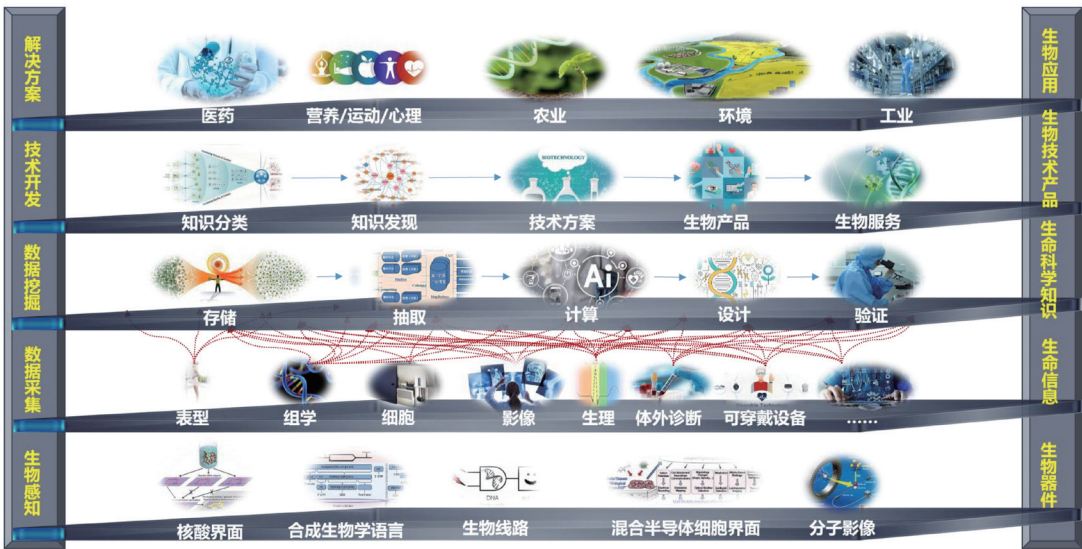 解决方案
医药
营养/运动/心理
农业
环境
工业
生物应用
技术开发
BIOTECHNOLOGY
知识分类
知识发现
技术方案
生物产品
生物服务
生物技术产品
数据挖掘
Ai
存储
抽取
计算
设计
验证
生命科学知识
数据采集
表型
组学
细胞
影像
生理
体外诊断
可穿戴设备
……
生命信息
生物感知
DNA
核酸界面
合成生物学语言
生物线路
混合半导体细胞界面
分子影像
生物器件